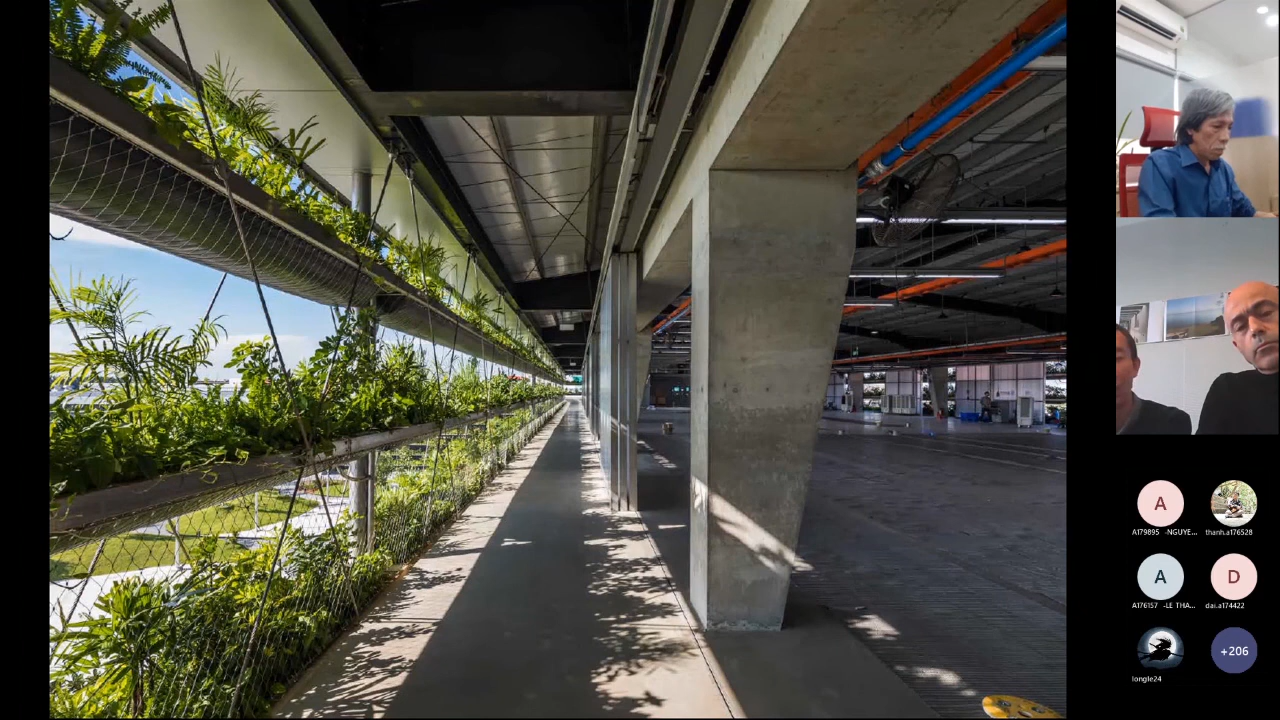 A
A179895 -NGUYE...
thanh.a176528
A
A176157 -LE THA...
D
dai.a174422
longle24
+206